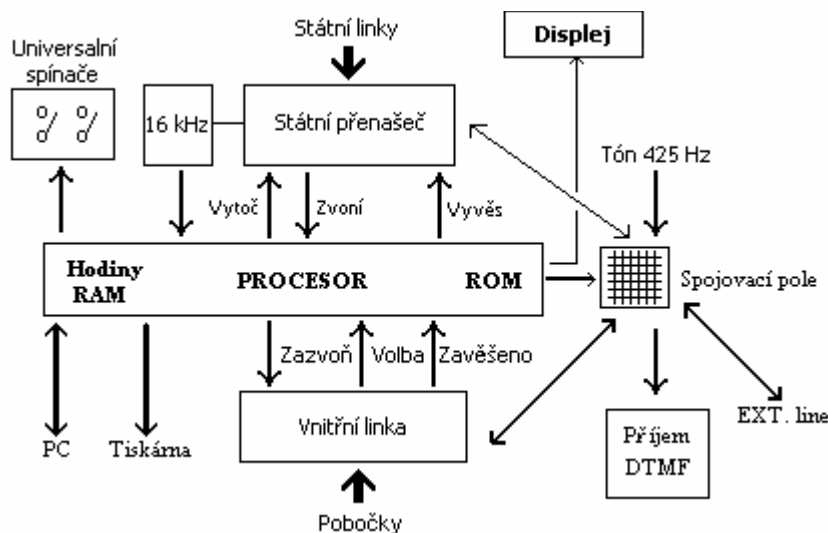 Státní linky
Displej
Universalní
spínače
16 kHz
Státní přenašeč
Tón 425 Hz
Vytoč
Zvoní
Vyvěs
Hodiny
RAM
PROCESOR
ROM
Spojovací pole
Zazvoň
Volba
Zavěšeno
Vnitřní linka
PC
Tiskárna
Příjem
DTMF
EXT. line
Pobočky